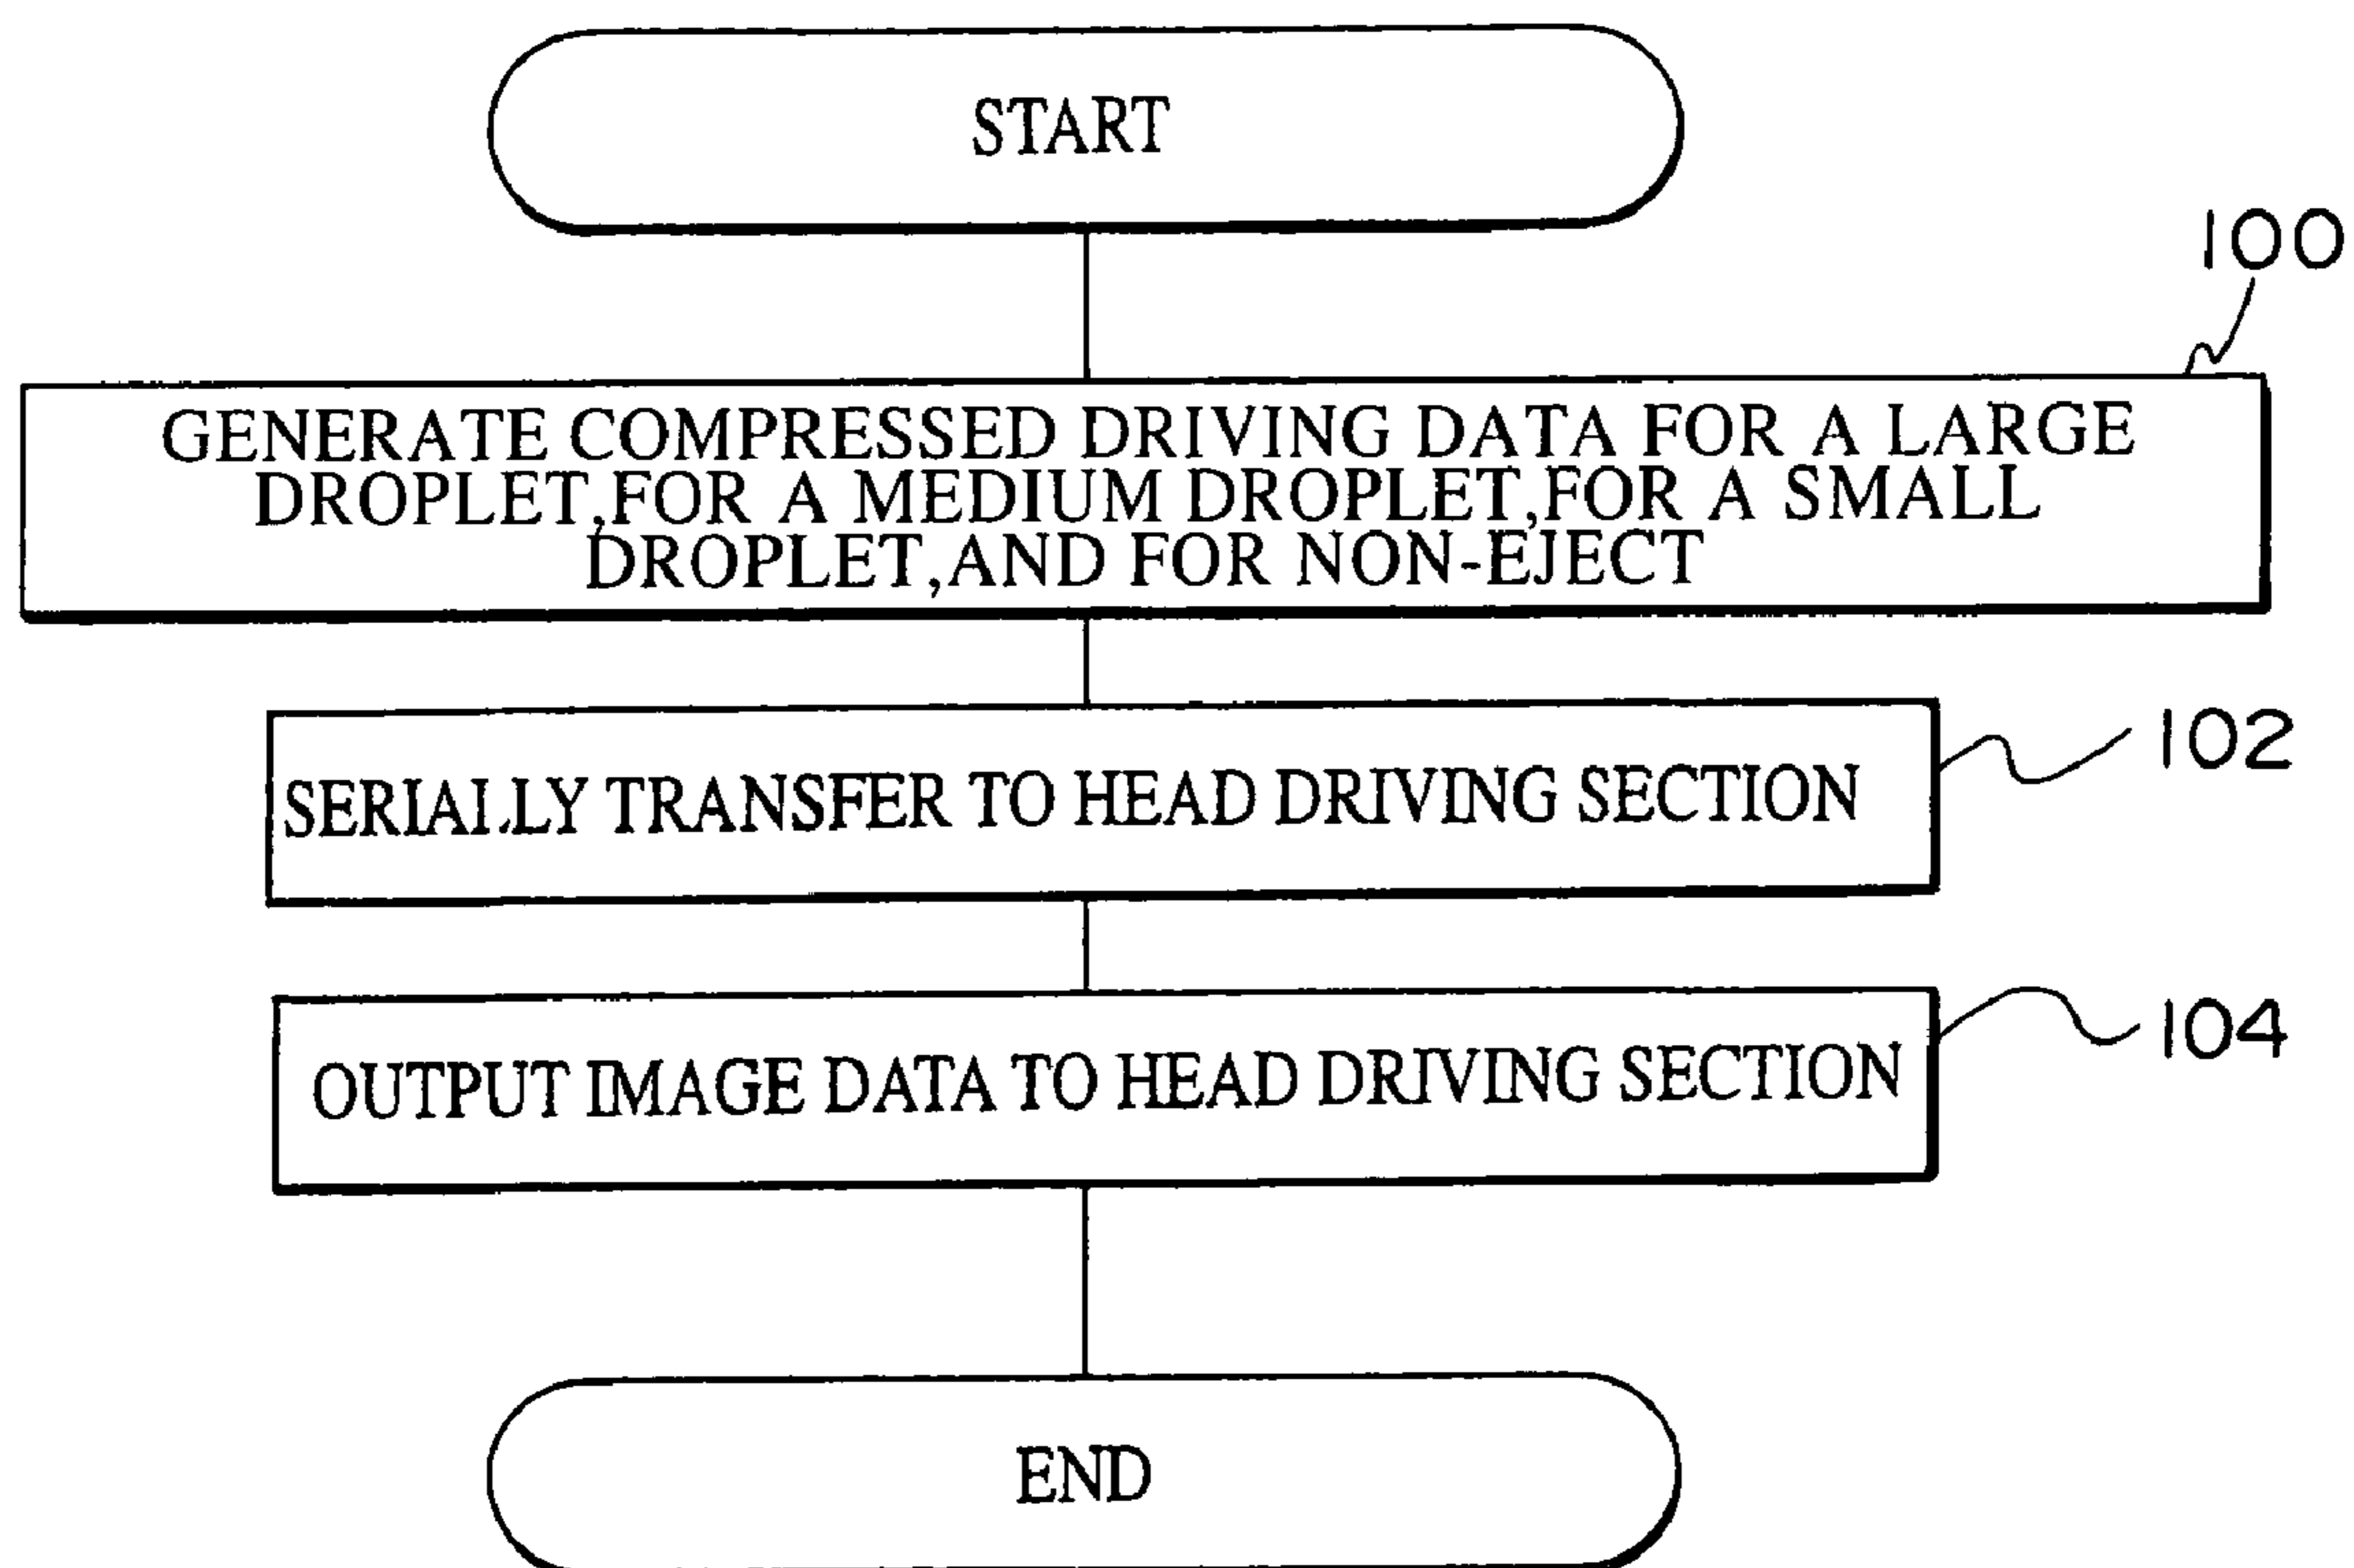 START
100
GENERATE COMPRESSED DRIVING DATA FOR A LARGE
DROPLET,FOR A MEDIUM DROPLET,FOR A SMALL
DROPLET,AND FOR NON-EJECT
SERIALLY TRANSFER TO HEAD DRIVING SECTION
102
OUTPUT IMAGE DATA TO HEAD DRIVING SECTION
104
END